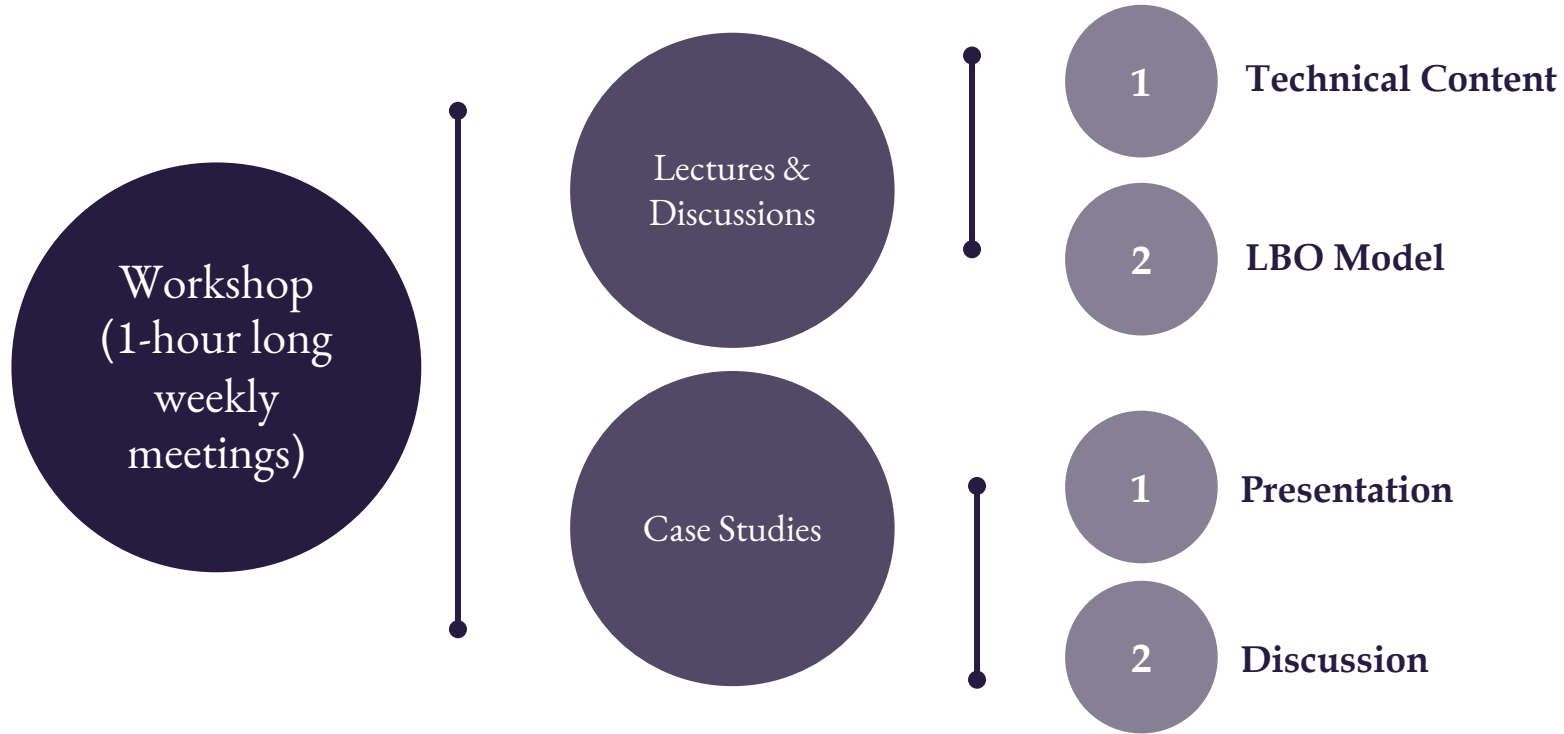 Workshop
(1-hour long
weekly
meetings)
Lectures &
Discussions
1
Technical Content
2
LBO Model
Case Studies
1
Presentation
2
Discussion